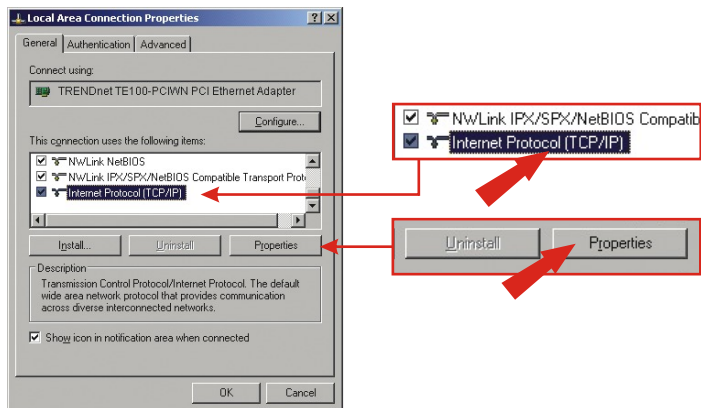 Local Area Connection Properties
General Authentication Advanced
Connect using:
TRENDnet TE100-PCIWN PCI Ethernet Adapter
Configure...
This connection uses the following items:
NWLink NetBIOS
NWLink IPX/SPX/NetBIOS Compatible Transport Prot
Internet Protocol (TCP/IP)
Install... Uninstall Properties
Description
Transmission Control Protocol/Internet Protocol. The default
wide area network protocol that provides communication
across diverse interconnected networks.
Show icon in notification area when connected
OK Cancel
NWLink IPX/SPX/NetBIOS Compatib
Internet Protocol (TCP/IP)
Uninstall Properties